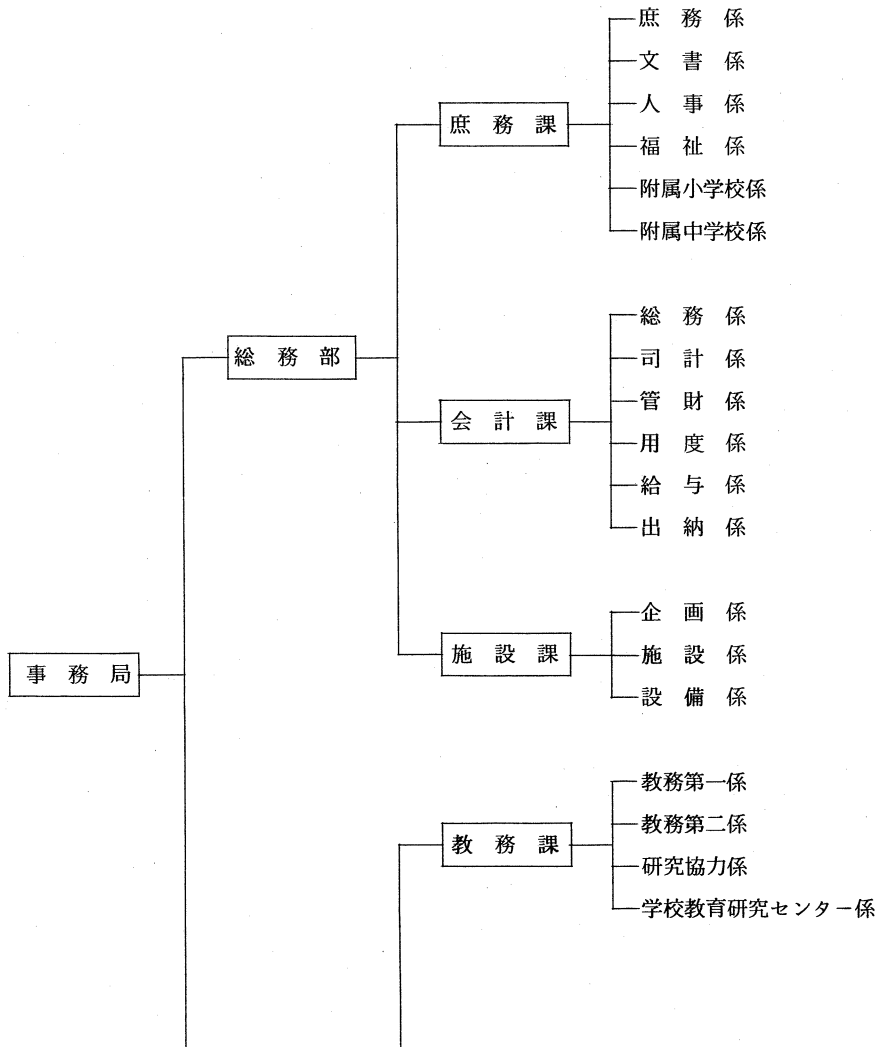 事務局
総務部
庶務課
庶務係
文書係
人事係
福祉係
附属小学校係
附属中学校係
会計課
総務係
司計係
管財係
用度係
給与係
出納係
施設課
企画係
施設係
設備係
教務課
教務第一係
教務第二係
研究協力係
学校教育研究センター係